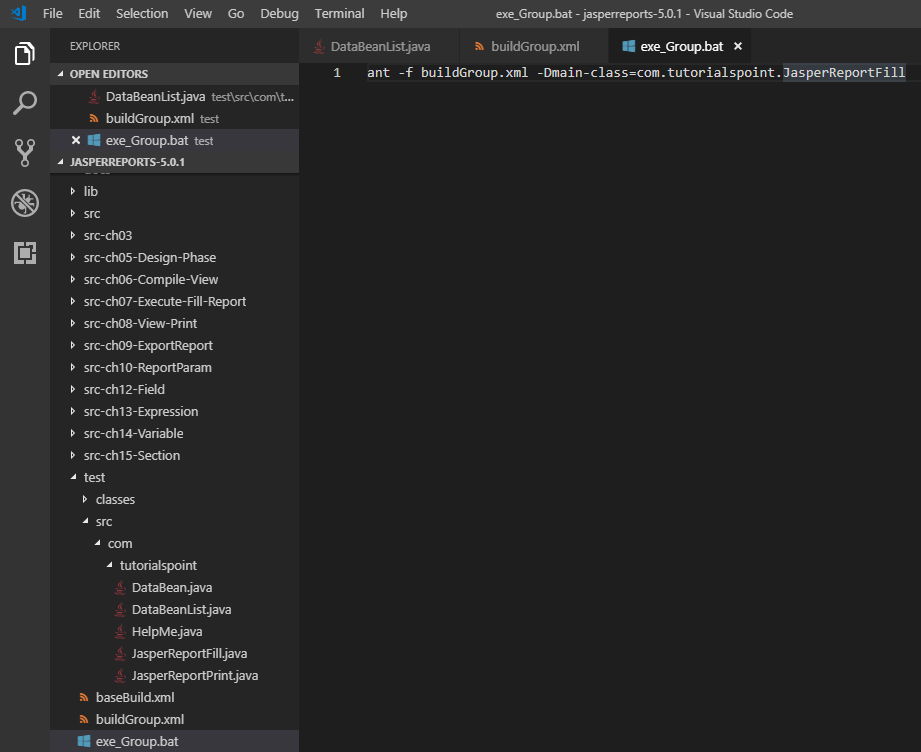 File Edit Selection View Go Debug Terminal Help exe_Group.bat - jasperreports-5.0.1 - Visual Studio Code
EXPLORER
DataBeanList.java buildGroup.xml exe_Group.bat
OPEN EDITORS
DataBeanList.java test\src\com\t...
buildGroup.xml test
exe_Group.bat test
JASPERREPORTS-5.0.1
lib
src
src-ch03
src-ch05-Design-Phase
src-ch06-Compile-View
src-ch07-Execute-Fill-Report
src-ch08-View-Print
src-ch09-ExportReport
src-ch10-ReportParam
src-ch12-Field
src-ch13-Expression
src-ch14-Variable
src-ch15-Section
test
classes
src
com
tutorialspoint
DataBean.java
DataBeanList.java
HelpMe.java
JasperReportFill.java
JasperReportPrint.java
baseBuild.xml
buildGroup.xml
exe_Group.bat
1 ant -f buildGroup.xml -Dmain-class=com.tutorialspoint.JasperReportFill